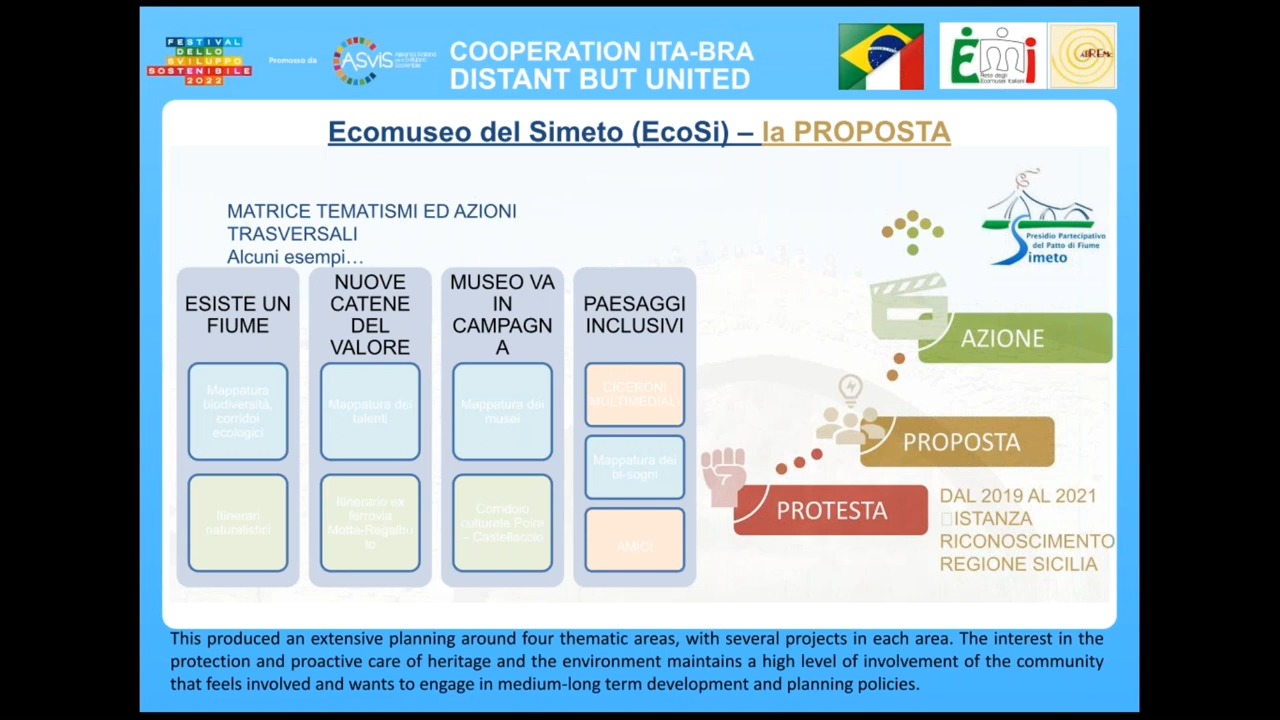 FESTIVAL
DELLO
SVILUPPO
SOSTENIBILE
2022
Promosso da
ASviS
COOPERATION ITA-BRA
DISTANT BUT UNITED
Rete degli
Ecomusei Italiani
Ecomuseo del Simeto (EcoSi) – la PROPOSTA
MATRICE TEMATISMI ED AZIONI
TRASVERSALI
Alcuni esempi…
Presidio Partecipativo
del Patto di Fiume
Simeto
ESISTE UN
FIUME
Mappatura
biodiversità,
corridoi
ecologici
Itinerari
naturalistici
NUOVE
CATENE
DEL
VALORE
Mappatura dei
talenti
Itinerario ex
ferrovia
Motta-Regalbu
to
MUSEO VA
IN
CAMPAGN
A
Mappatura dei
musei
Corridoio
culturale Poira
– Castellaccio
PAESAGGI
INCLUSIVI
CICERONI
MULTIMEDIALI
Mappatura dei
bi-sogni
AMICI
AZIONE
PROPOSTA
PROTESTA
DAL 2019 AL 2021
ISTANZA
RICONOSCIMENTO
REGIONE SICILIA
This produced an extensive planning around four thematic areas, with several projects in each area. The interest in the
protection and proactive care of heritage and the environment maintains a high level of involvement of the community
that feels involved and wants to engage in medium-long term development and planning policies.